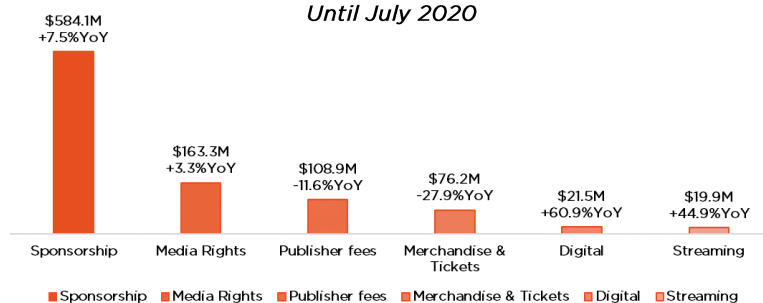 Until July 2020
$584.1M
+7.5%YoY
$163.3M
+3.3%YoY
$108.9M
-11.6%YoY
$76.2M
-27.9%YoY
$21.5M
+60.9%YoY
$19.9M
+44.9%YoY
Sponsorship
Media Rights
Publisher fees
Merchandise &
Tickets
Digital
Streaming
Sponsorship Media Rights Publisher fees Merchandise & Tickets Digital Streaming